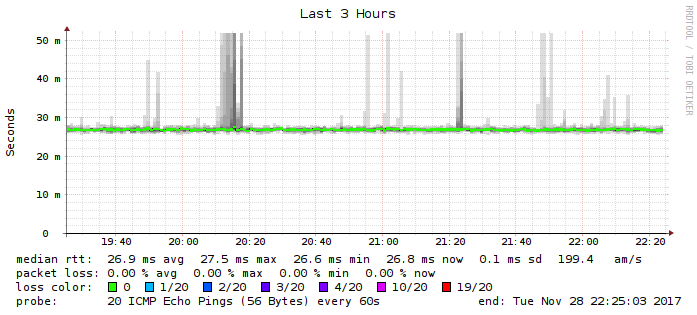 Last 3 Hours
RRDTOOL / TOBI OETIKER
Seconds
50 m
40 m
30 m
20 m
10 m
0
19:40 20:00 20:20 20:40 21:00 21:20 21:40 22:00 22:20
median rtt: 26.9 ms avg 27.5 ms max 26.6 ms min 26.8 ms now 0.1 ms sd 199.4 am/s
packet loss: 0.00 % avg 0.00 % max 0.00 % min 0.00 % now
loss color: 0 1/20 2/20 3/20 4/20 10/20 19/20
probe: 20 ICMP Echo Pings (56 Bytes) every 60s end: Tue Nov 28 22:25:03 2017